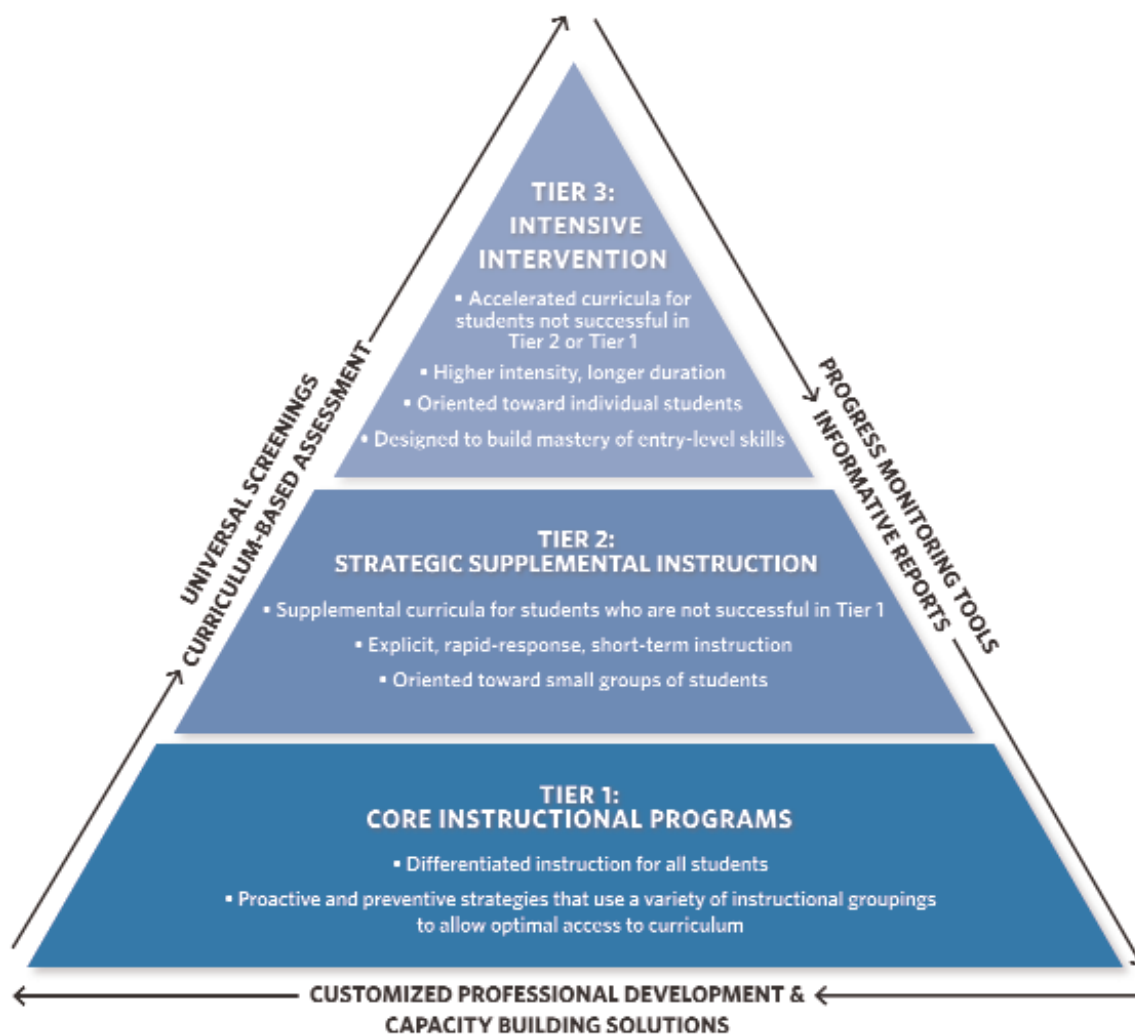 TIER 3:
INTENSIVE
INTERVENTION
▪ Accelerated curricula for
students not successful in
Tier 2 or Tier 1
▪ Higher intensity, longer duration
▪ Oriented toward individual students
▪ Designed to build mastery of entry-level skills
UNIVERSAL SCREENINGS
CURRICULUM-BASED ASSESSMENT
PROGRESS MONITORING TOOLS
INFORMATIVE REPORTS
TIER 2:
STRATEGIC SUPPLEMENTAL INSTRUCTION
▪ Supplemental curricula for students who are not successful in Tier 1
▪ Explicit, rapid-response, short-term instruction
▪ Oriented toward small groups of students
TIER 1:
CORE INSTRUCTIONAL PROGRAMS
▪ Differentiated instruction for all students
▪ Proactive and preventive strategies that use a variety of instructional groupings
to allow optimal access to curriculum
CUSTOMIZED PROFESSIONAL DEVELOPMENT &
CAPACITY BUILDING SOLUTIONS